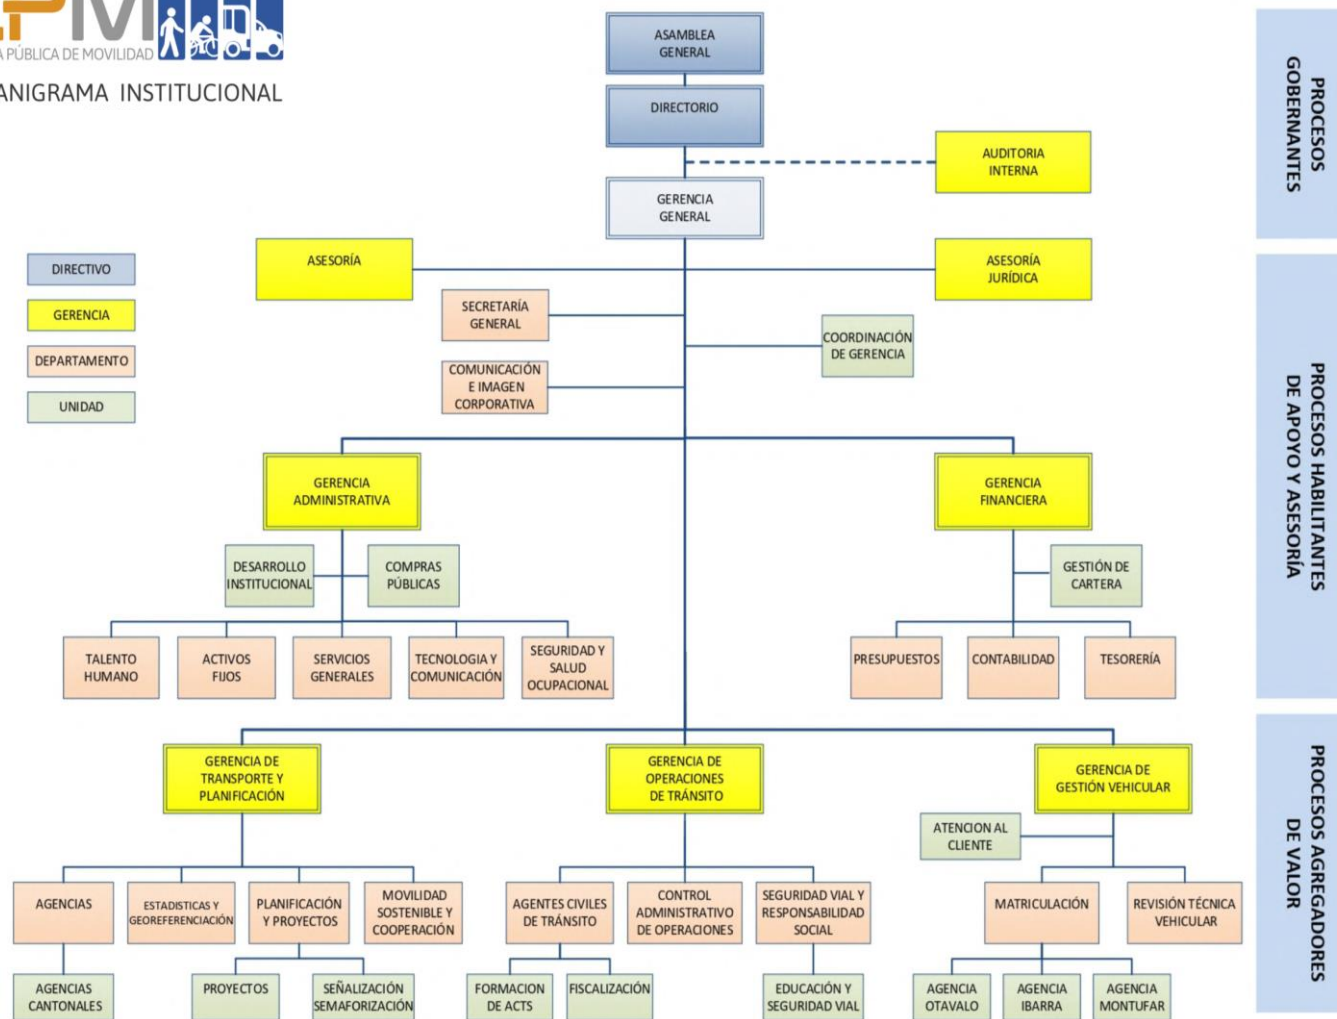 A PÚBLICA DE MOVILIDAD
ANIGRAMA INSTITUCIONAL
ASAMBLEA
GENERAL
DIRECTORIO
AUDITORIA
INTERNA
GERENCIA
GENERAL
PROCESOS
GOBERNANTES
DIRECTIVO
GERENCIA
DEPARTAMENTO
UNIDAD
ASESORÍA
ASESORÍA
JURÍDICA
SECRETARÍA
GENERAL
COORDINACIÓN
DE GERENCIA
COMUNICACIÓN
E IMAGEN
CORPORATIVA
GERENCIA
ADMINISTRATIVA
GERENCIA
FINANCIERA
DESARROLLO
INSTITUCIONAL
COMPRAS
PÚBLICAS
GESTIÓN DE
CARTERA
TALENTO
HUMANO
ACTIVOS
FIJOS
SERVICIOS
GENERALES
TECNOLOGIA Y
COMUNICACIÓN
SEGURIDAD Y
SALUD
OCUPACIONAL
PRESUPUESTOS
CONTABILIDAD
TESORERÍA
PROCESOS HABILITANTES
DE APOYO Y ASESORÍA
GERENCIA DE
TRANSPORTE Y
PLANIFICACIÓN
GERENCIA DE
OPERACIONES
DE TRÁNSITO
GERENCIA DE
GESTIÓN VEHICULAR
ATENCION AL
CLIENTE
AGENCIAS
ESTADISTICAS Y
GEOREFERENCIACIÓN
PLANIFICACIÓN
Y PROYECTOS
MOVILIDAD
SOSTENIBLE Y
COOPERACIÓN
AGENTES CIVILES
DE TRÁNSITO
CONTROL
ADMINISTRATIVO
DE OPERACIONES
SEGURIDAD VIAL Y
RESPONSABILIDAD
SOCIAL
MATRICULACIÓN
REVISIÓN TÉCNICA
VEHICULAR
AGENCIAS
CANTONALES
PROYECTOS
SEÑALIZACIÓN
SEMAFORIZACIÓN
FORMACION
DE ACTS
FISCALIZACIÓN
EDUCACIÓN Y
SEGURIDAD VIAL
AGENCIA
OTAVALO
AGENCIA
IBARRA
AGENCIA
MONTUFAR
PROCESOS AGREGADORES
DE VALOR